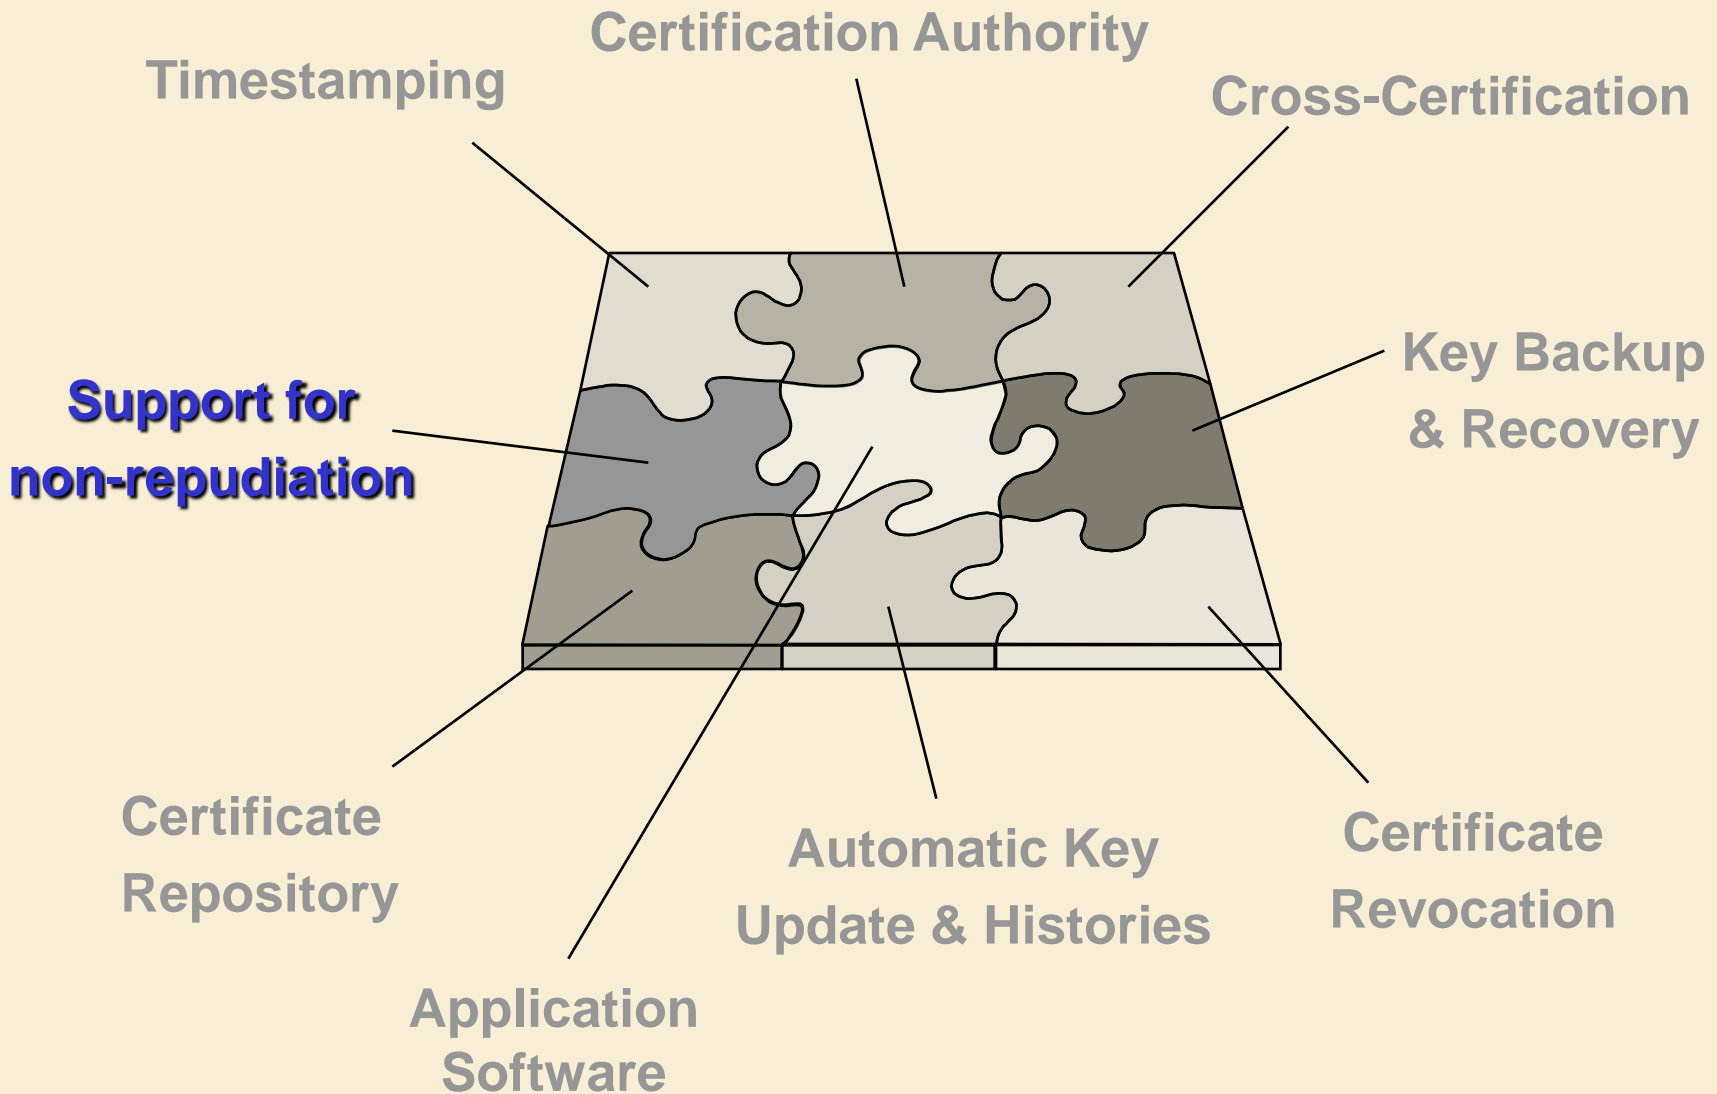 Certification Authority
Timestamping
Cross-Certification
Key Backup
& Recovery
Support for
non-repudiation
Certificate
Repository
Automatic Key
Update & Histories
Certificate
Revocation
Application
Software